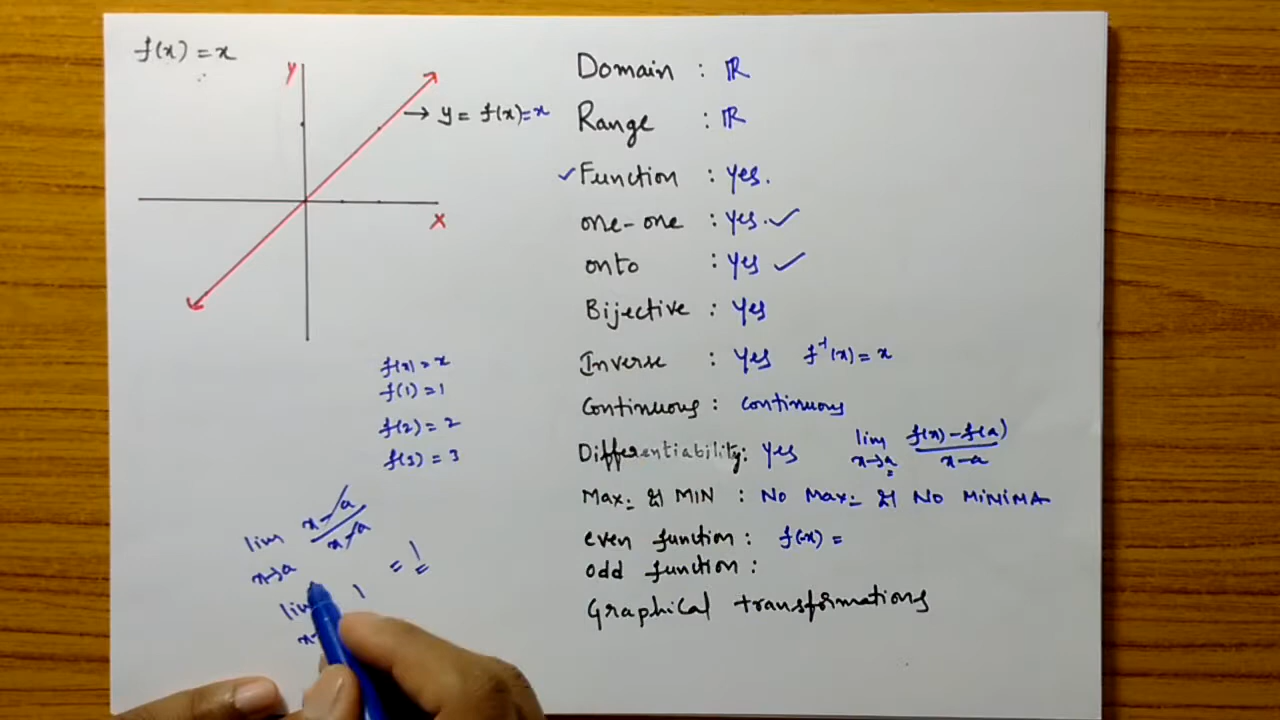 f(x) = x
y
→ y = f(x)=x
x
f(x) = x
f(1) = 1
f(2) = 2
f(3) = 3
lim x-a
x→a x-a
= 1
lim 1
Domain : ℝ
Range : ℝ
✓Function : yes.
one-one : yes. ✓
onto : yes ✓
Bijective : yes
Inverse : yes f⁻¹(x) = x
Continuous : continuous
Differentiability: yes lim f(x)-f(a)
x→a x-a
Max. & MIN : No Max. & No MINIMA
even function : f(-x) =
odd function :
Graphical transformations